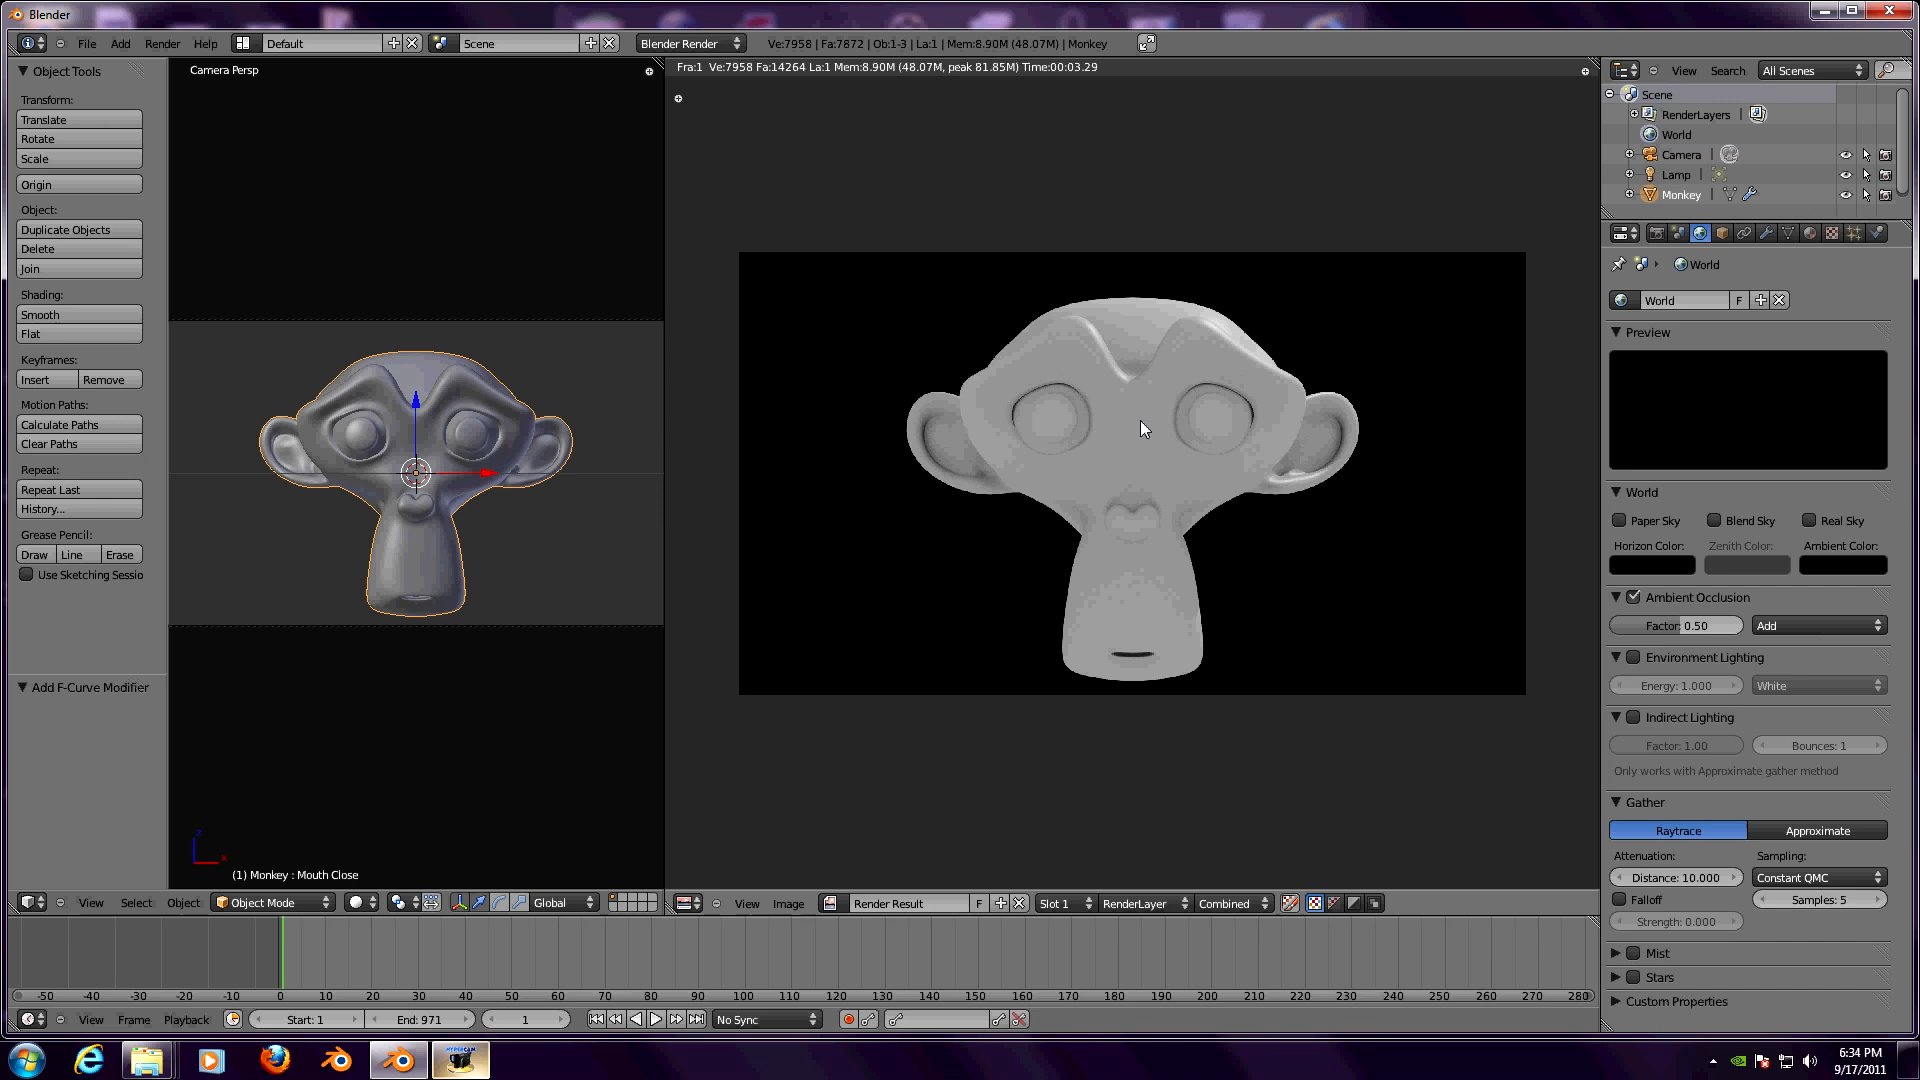 Blender
File Add Render Help Default Scene Blender Render Ve:7958 | Fa:7872 | Ob:1-3 | La:1 | Mem:8.90M (48.07M) | Monkey
Object Tools
Transform:
Translate
Rotate
Scale
Origin
Object:
Duplicate Objects
Delete
Join
Shading:
Smooth
Flat
Keyframes:
Insert Remove
Motion Paths:
Calculate Paths
Clear Paths
Repeat:
Repeat Last
History...
Grease Pencil:
Draw Line Erase
Use Sketching Sessio
Add F-Curve Modifier
Camera Persp
z
x
(1) Monkey : Mouth Close
View Select Object Object Mode Global
Fra:1 Ve:7958 Fa:14264 La:1 Mem:8.90M (48.07M, peak 81.85M) Time:00:03.29
View Image Render Result F Slot 1 RenderLayer Combined
View Search All Scenes
Scene
RenderLayers |
World
Camera |
Lamp |
Monkey |
World
World F
Preview
World
Paper Sky Blend Sky Real Sky
Horizon Color: Zenith Color: Ambient Color:
Ambient Occlusion
Factor: 0.50 Add
Environment Lighting
Energy: 1.000 White
Indirect Lighting
Factor: 1.00 Bounces: 1
Only works with Approximate gather method
Gather
Raytrace Approximate
Attenuation: Sampling:
Distance: 10.000 Constant QMC
Falloff Samples: 5
Strength: 0.000
Mist
Stars
Custom Properties
-50 -40 -30 -20 -10 0 10 20 30 40 50 60 70 80 90 100 110 120 130 140 150 160 170 180 190 200 210 220 230 240 250 260 270 280
View Frame Playback Start: 1 End: 971 1 No Sync
HYPERCAM
6:34 PM
9/17/2011